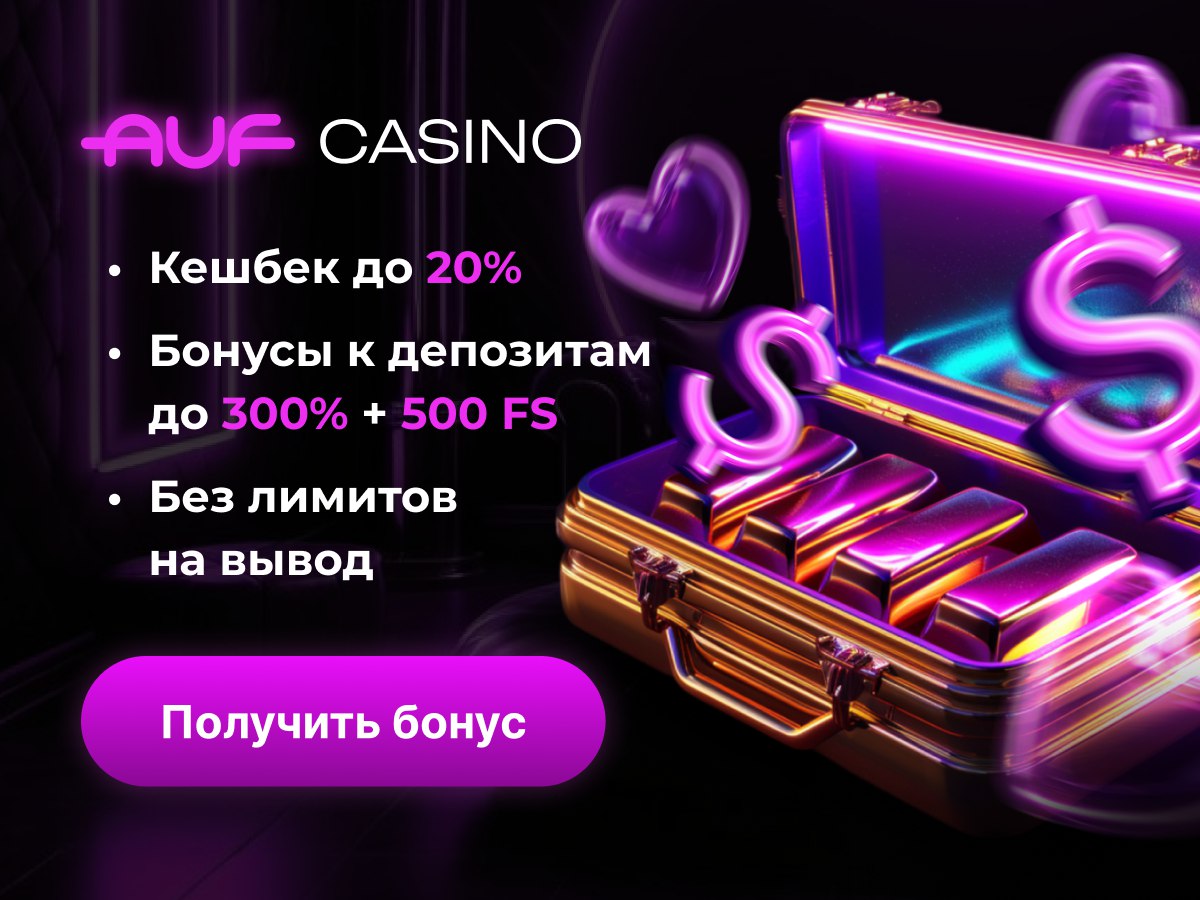 AUF CASINO
• Кешбек до 20%
• Бонусы к депозитам
до 300% + 500 FS
• Без лимитов
на вывод
Получить бонус